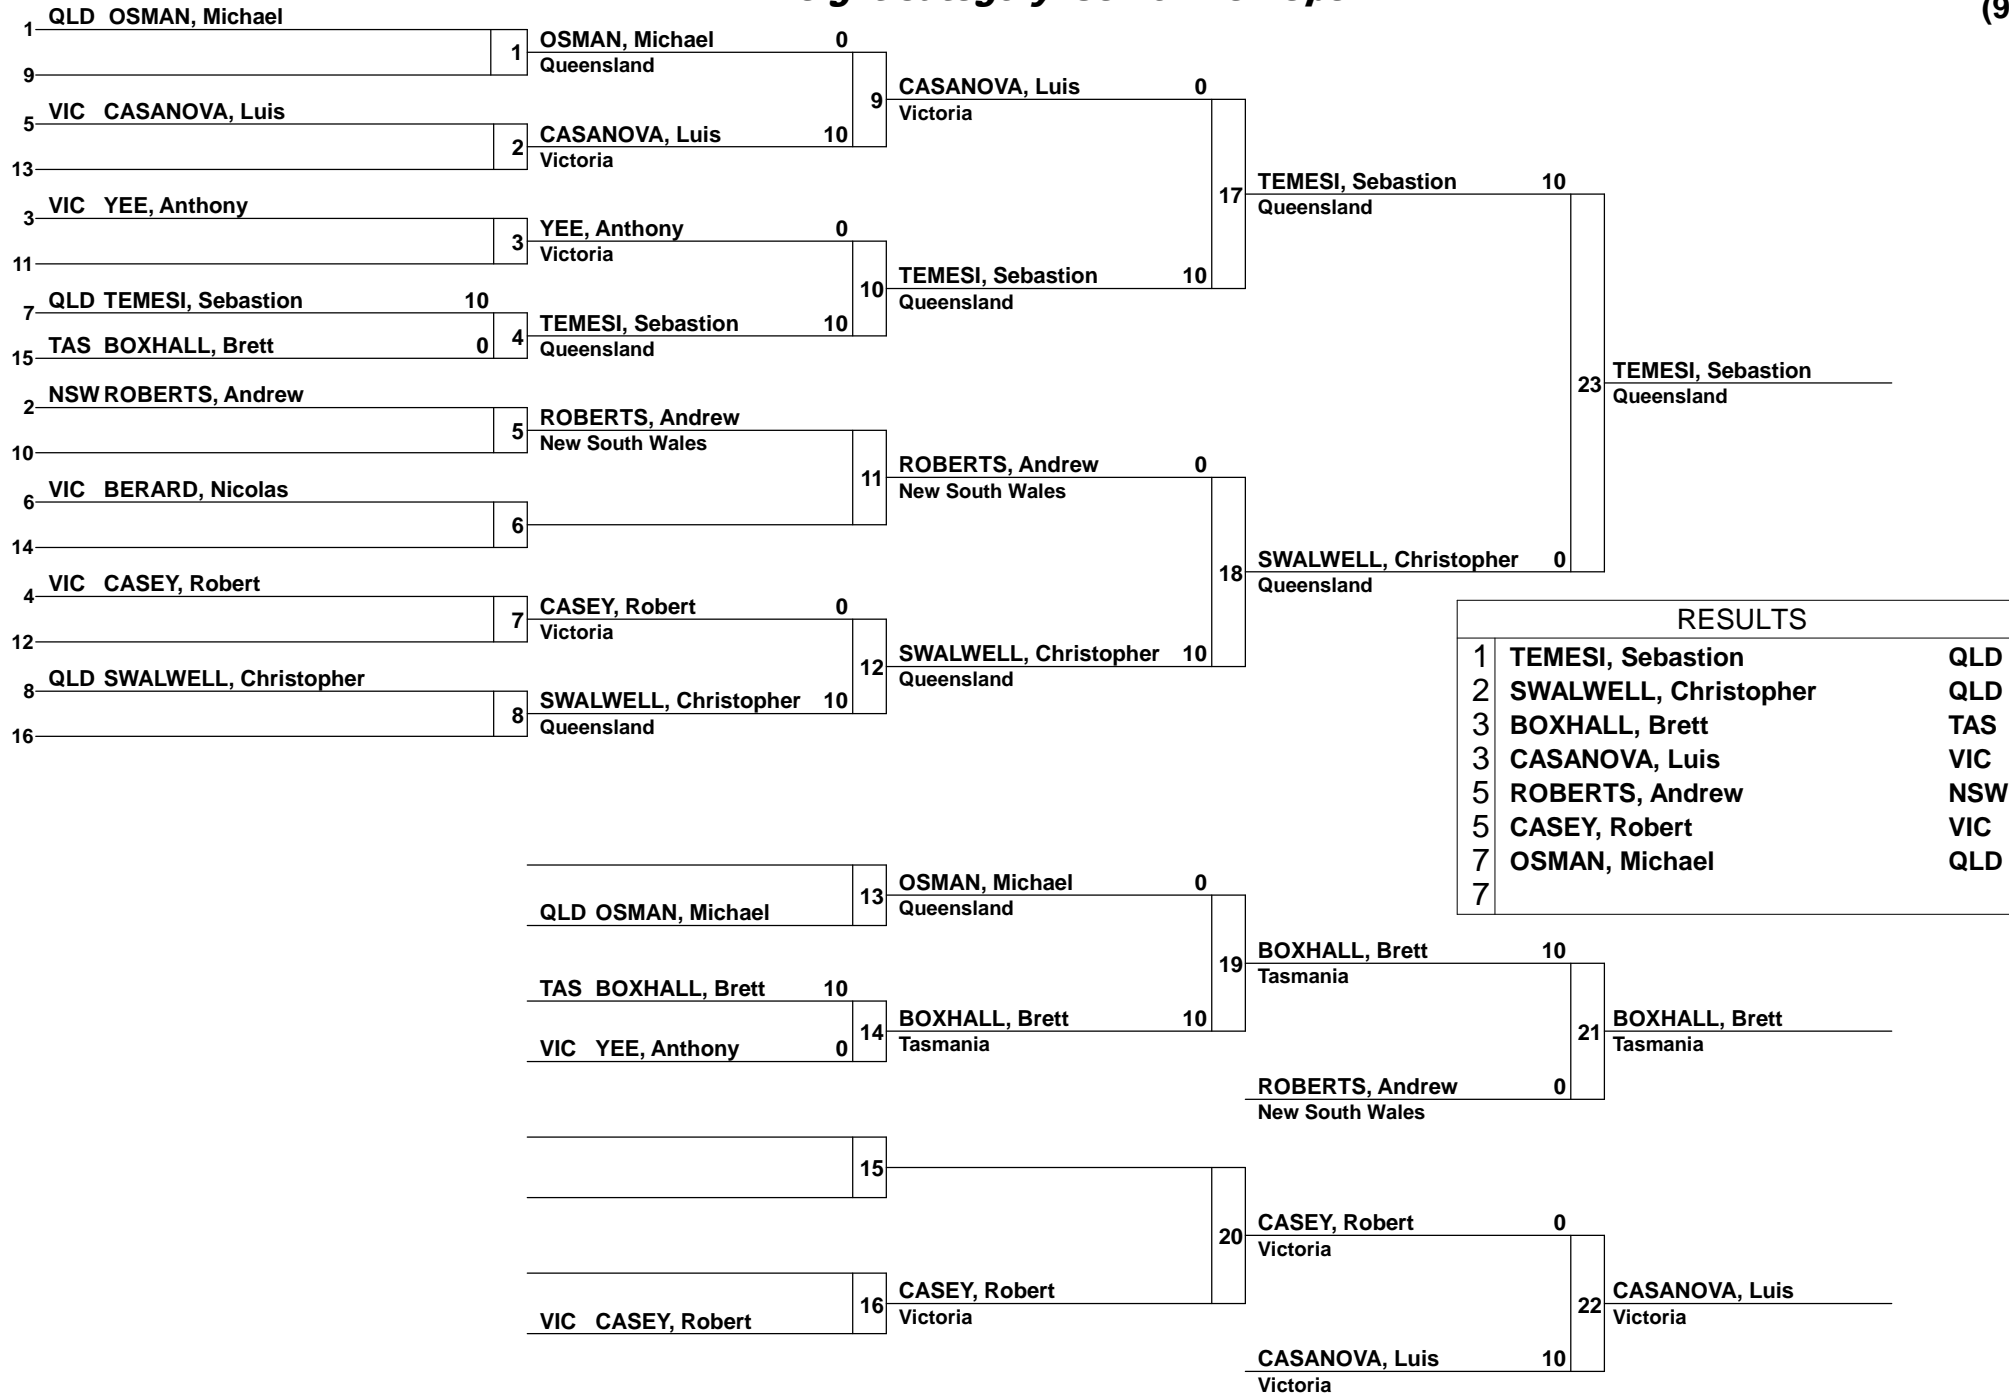 (9
1 QLD OSMAN, Michael
9
1 OSMAN, Michael 0
Queensland
5 VIC CASANOVA, Luis
13
2 CASANOVA, Luis 10
Victoria
3 VIC YEE, Anthony
11
3 YEE, Anthony 0
Victoria
7 QLD TEMESI, Sebastion 10
15 TAS BOXHALL, Brett 0
4 TEMESI, Sebastion 10
Queensland
2 NSW ROBERTS, Andrew
10
5 ROBERTS, Andrew
New South Wales
6 VIC BERARD, Nicolas
14
6
4 VIC CASEY, Robert
12
7 CASEY, Robert 0
Victoria
8 QLD SWALWELL, Christopher
16
8 SWALWELL, Christopher 10
Queensland
9 CASANOVA, Luis 0
Victoria
10 TEMESI, Sebastion 10
Queensland
11 ROBERTS, Andrew 0
New South Wales
12 SWALWELL, Christopher 10
Queensland
17 TEMESI, Sebastion 10
Queensland
18 SWALWELL, Christopher 0
Queensland
23 TEMESI, Sebastion
Queensland
RESULTS
1 TEMESI, Sebastion QLD
2 SWALWELL, Christopher QLD
3 BOXHALL, Brett TAS
3 CASANOVA, Luis VIC
5 ROBERTS, Andrew NSW
5 CASEY, Robert VIC
7 OSMAN, Michael QLD
7
QLD OSMAN, Michael
13 OSMAN, Michael 0
Queensland
TAS BOXHALL, Brett 10
VIC YEE, Anthony 0
14 BOXHALL, Brett 10
Tasmania
15
VIC CASEY, Robert
16 CASEY, Robert
Victoria
19 BOXHALL, Brett 10
Tasmania
ROBERTS, Andrew 0
New South Wales
20 CASEY, Robert 0
Victoria
CASANOVA, Luis 10
Victoria
21 BOXHALL, Brett
Tasmania
22 CASANOVA, Luis
Victoria